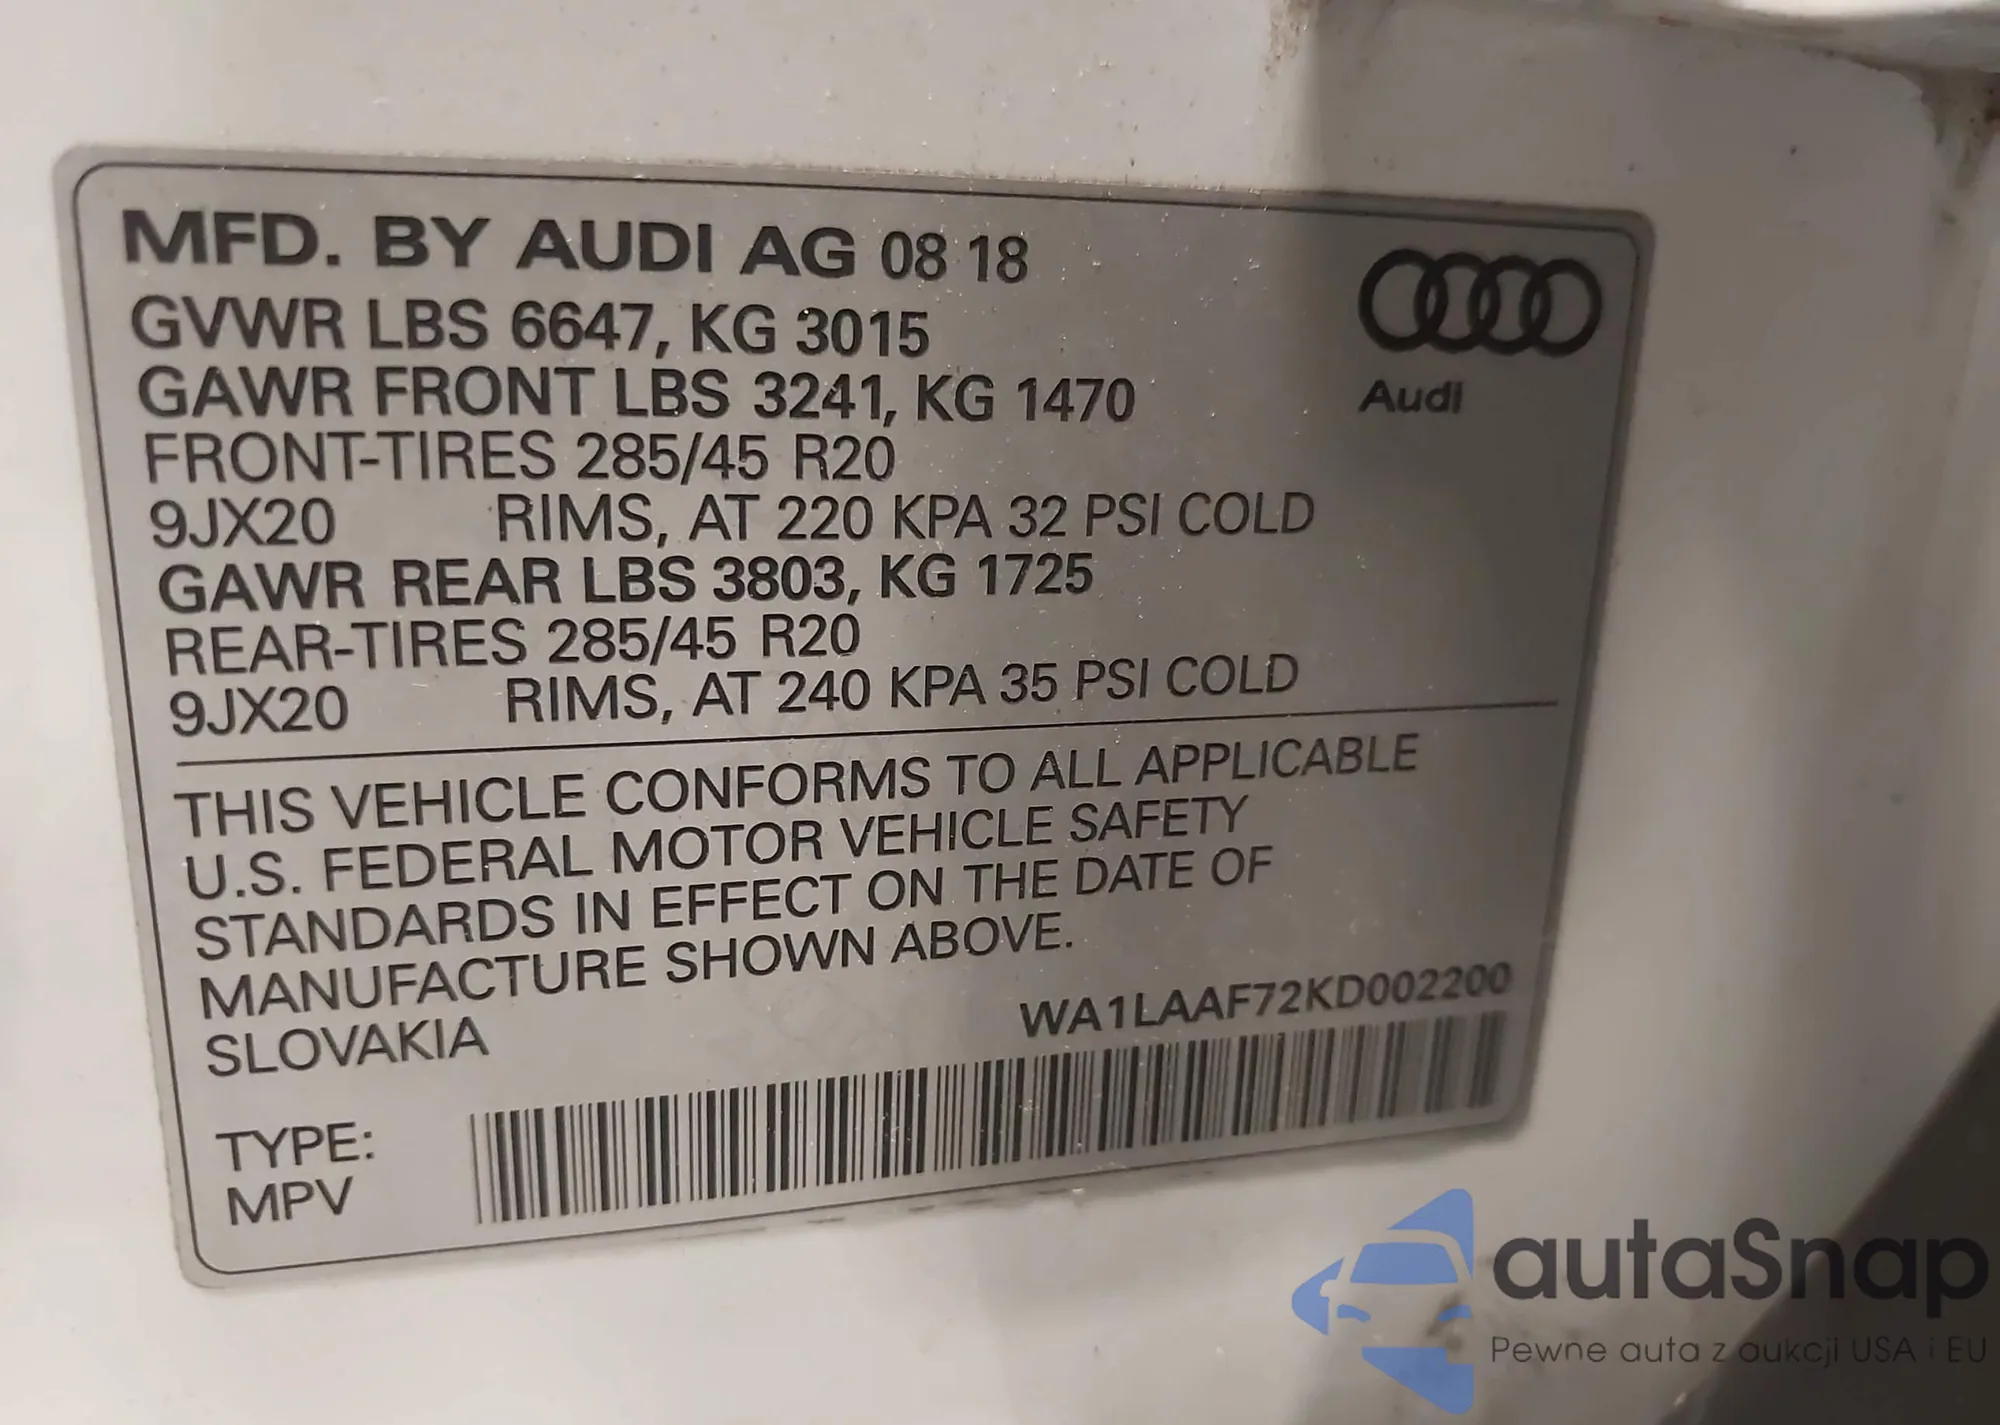 MFD. BY AUDI AG 08 18
GVWR LBS 6647, KG 3015
GAWR FRONT LBS 3241, KG 1470
FRONT-TIRES 285/45 R20
9JX20 RIMS, AT 220 KPA 32 PSI COLD
GAWR REAR LBS 3803, KG 1725
REAR-TIRES 285/45 R20
9JX20 RIMS, AT 240 KPA 35 PSI COLD
Audi
THIS VEHICLE CONFORMS TO ALL APPLICABLE
U.S. FEDERAL MOTOR VEHICLE SAFETY
STANDARDS IN EFFECT ON THE DATE OF
MANUFACTURE SHOWN ABOVE.
SLOVAKIA
WA1LAAF72KD002200
TYPE:
MPV
autaSnap
Pewne auta z aukcji USA i EU